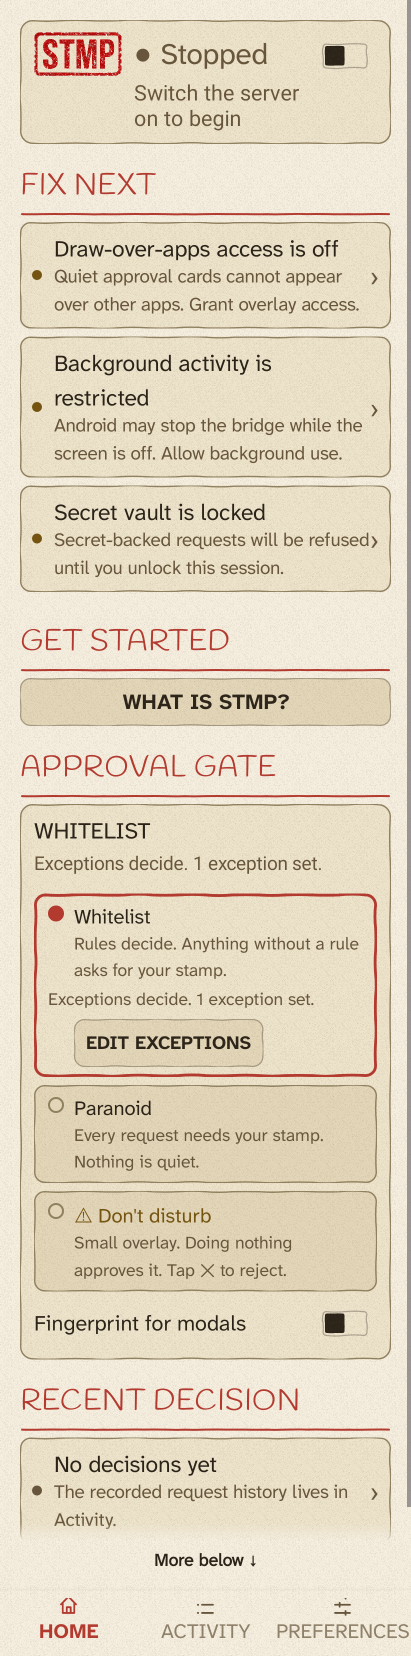 STMP
● Stopped
Switch the server
on to begin
FIX NEXT
Draw-over-apps access is off
Quiet approval cards cannot appear
over other apps. Grant overlay access.
Background activity is
restricted
Android may stop the bridge while the
screen is off. Allow background use.
Secret vault is locked
Secret-backed requests will be refused
until you unlock this session.
GET STARTED
WHAT IS STMP?
APPROVAL GATE
WHITELIST
Exceptions decide. 1 exception set.
Whitelist
Rules decide. Anything without a rule
asks for your stamp.
Exceptions decide. 1 exception set.
EDIT EXCEPTIONS
Paranoid
Every request needs your stamp.
Nothing is quiet.
⚠ Don't disturb
Small overlay. Doing nothing
approves it. Tap ✕ to reject.
Fingerprint for modals
RECENT DECISION
No decisions yet
The recorded request history lives in
Activity.
More below ↓
HOME ACTIVITY PREFERENCES